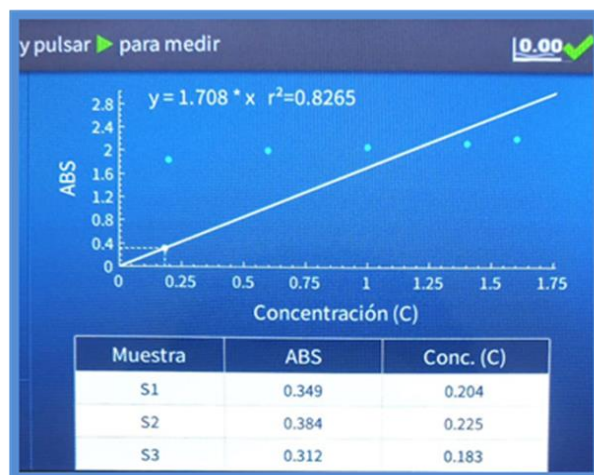 y pulsar ▶ para medir
0.00
y = 1.708 * x r²=0.8265
2.8
2.4
2
1.6
1.2
0.8
0.4
0
ABS
0 0.25 0.5 0.75 1 1.25 1.5 1.75
Concentración (C)
Muestra ABS Conc. (C)
S1 0.349 0.204
S2 0.384 0.225
S3 0.312 0.183